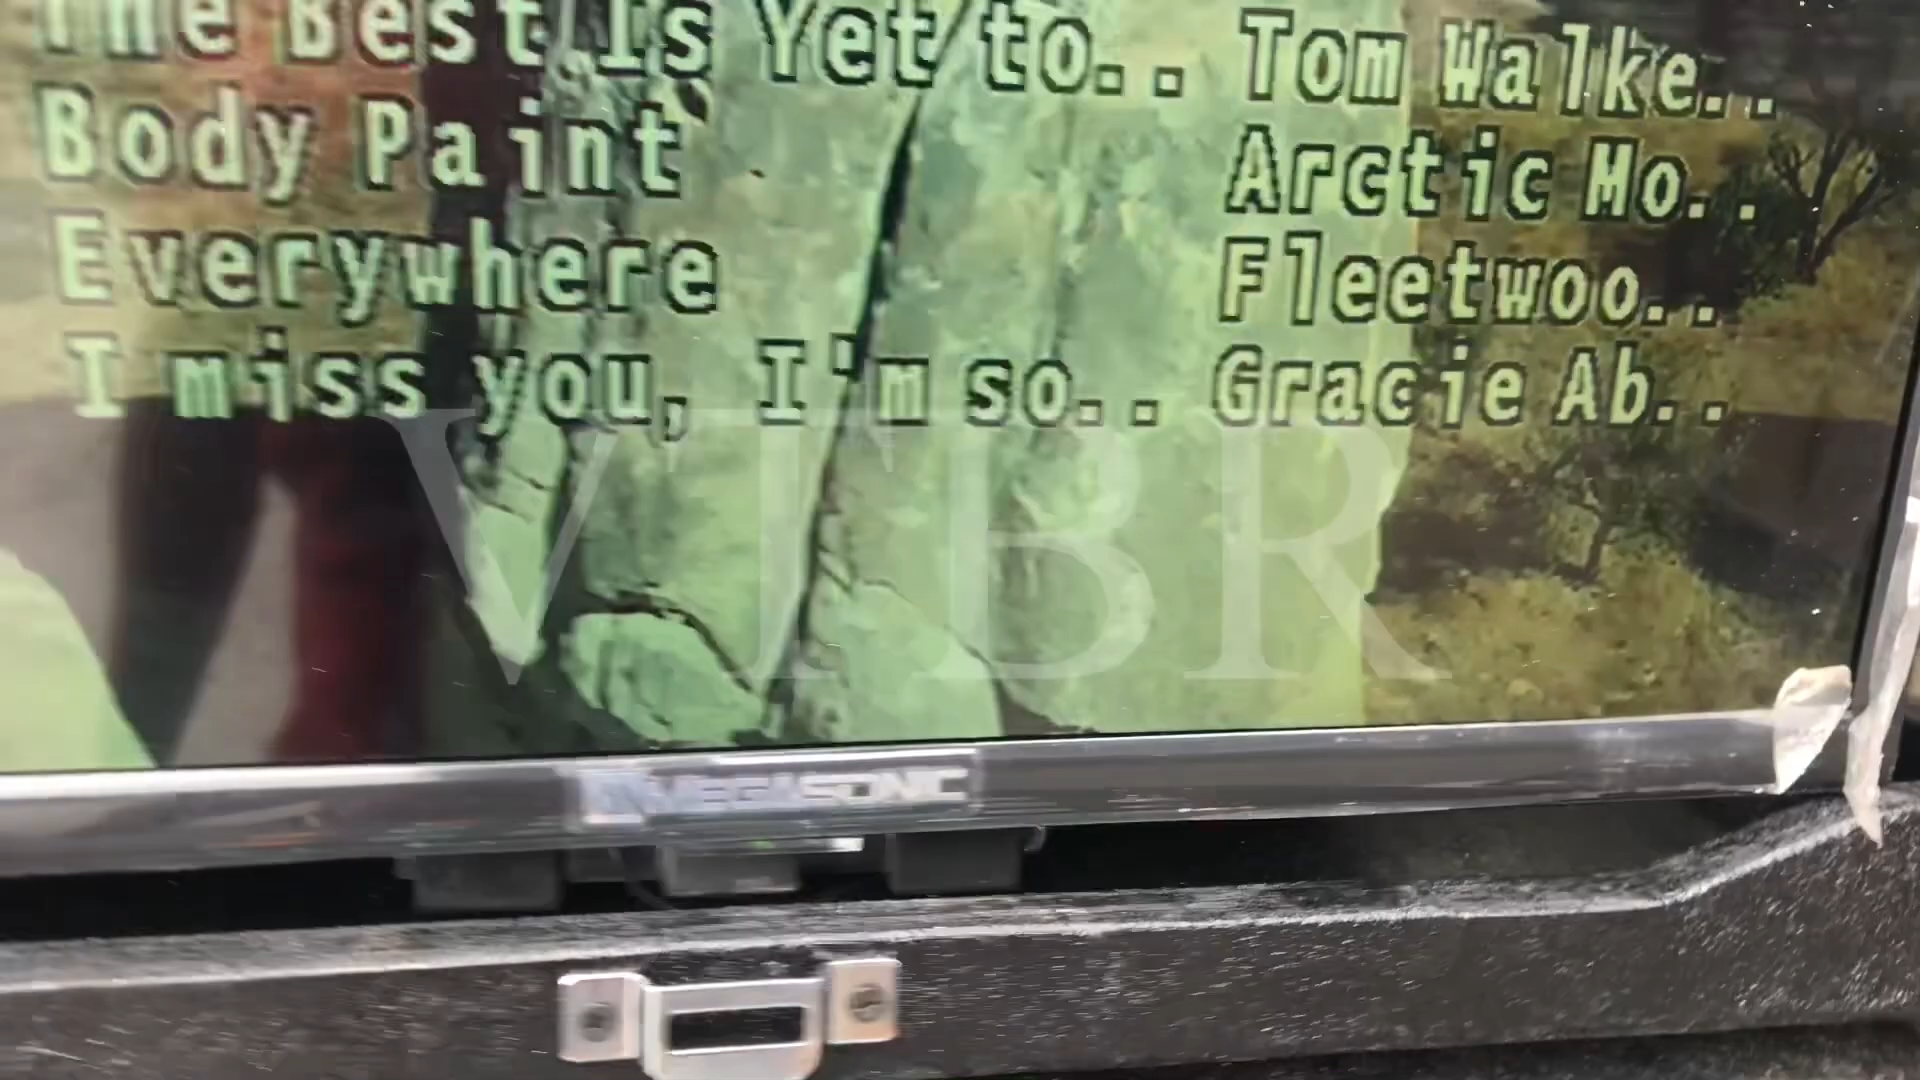 The Best Is Yet to.. Tom Walke..
Body Paint Arctic Mo..
Everywhere Fleetwoo..
I miss you, I'm so.. Gracie Ab..
VTBR
MEGASONIC